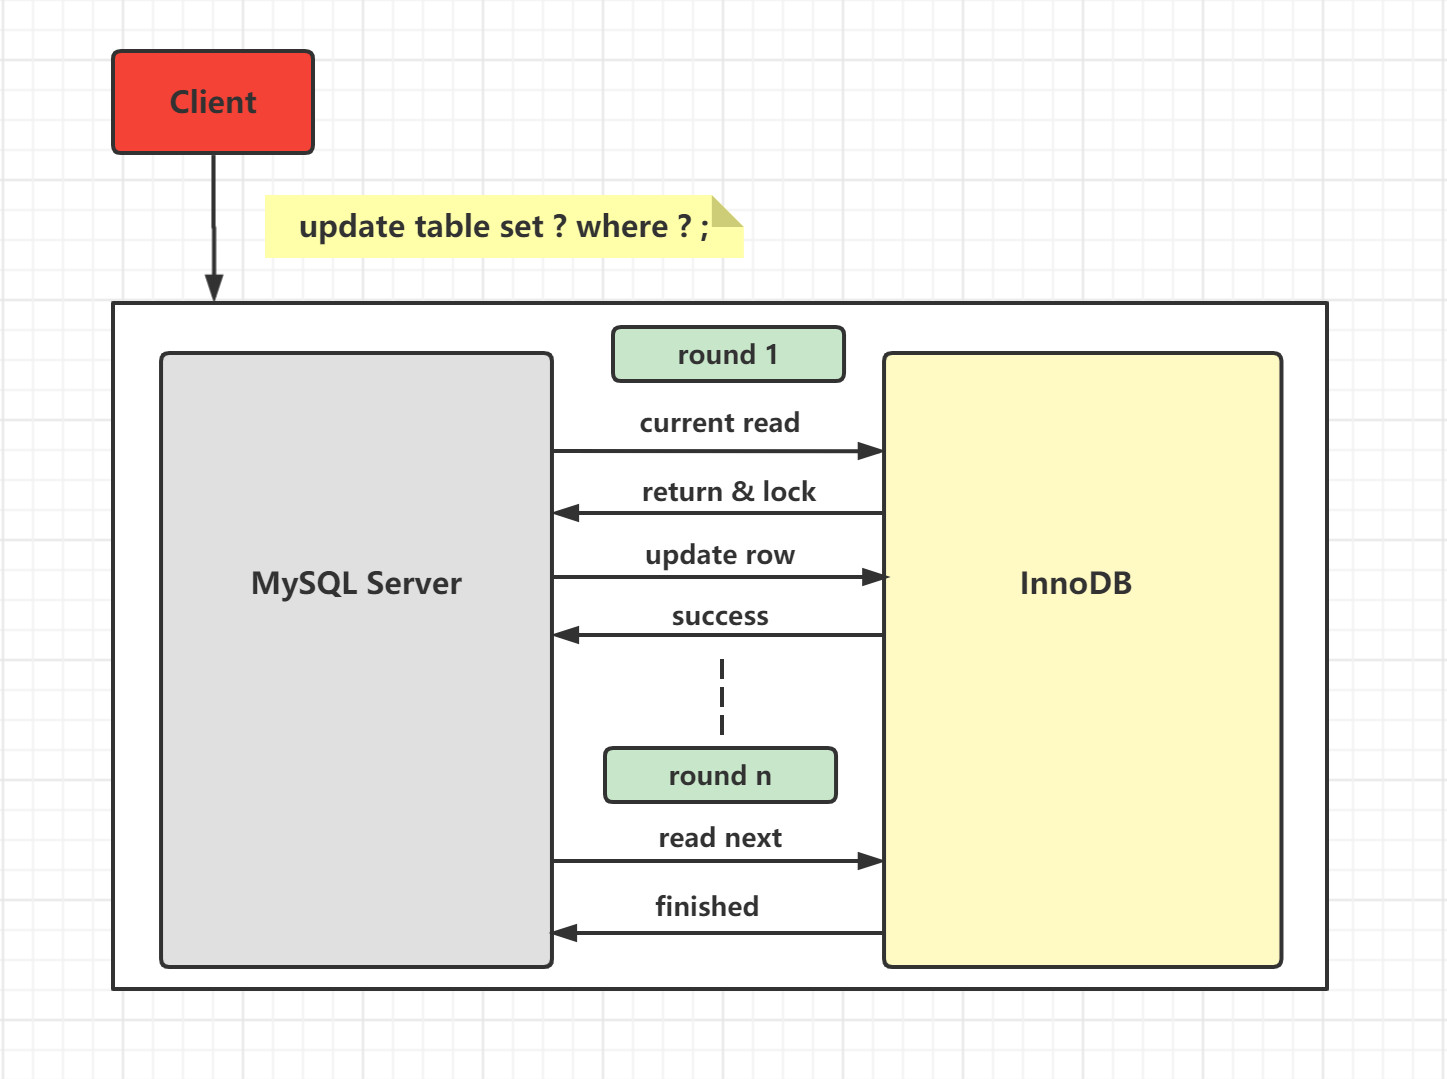 Client
update table set ? where ? ;
round 1
current read
return & lock
update row
success
MySQL Server
InnoDB
round n
read next
finished